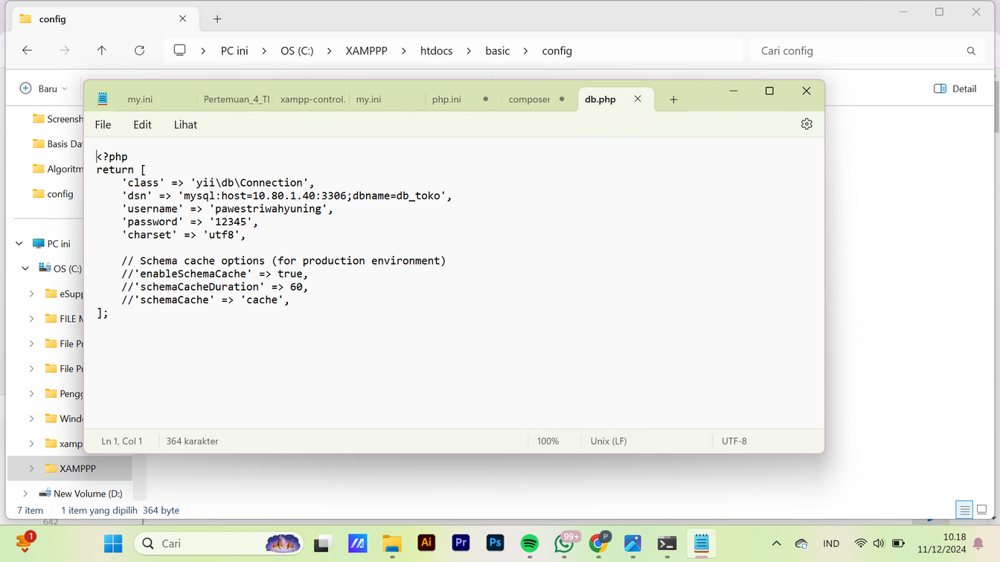 config
PC ini
OS (C:)
XAMPPP
htdocs
basic
config
Cari config
Baru
Detail
my.ini
Pertemuan_4_TI
xampp-control.
my.ini
php.ini
composer
db.php
File
Edit
Lihat
<?php
return [
'class' => 'yii\db\Connection',
'dsn' => 'mysql:host=10.80.1.40:3306;dbname=db_toko',
'username' => 'pawestriwahyuning',
'password' => '12345',
'charset' => 'utf8',
// Schema cache options (for production environment)
//'enableSchemaCache' => true,
//'schemaCacheDuration' => 60,
//'schemaCache' => 'cache',
];
Ln 1, Col 1
364 karakter
100%
Unix (LF)
UTF-8
Screensh
Basis Da
Algoritm
config
PC ini
OS (C:)
eSupp
FILE M
File Pr
File Pr
Pengg
Windo
xamp
XAMPPP
New Volume (D:)
7 item
1 item yang dipilih
364 byte
642
1
Cari
Ai
Pr
Ps
99+
P
IND
10.18
11/12/2024